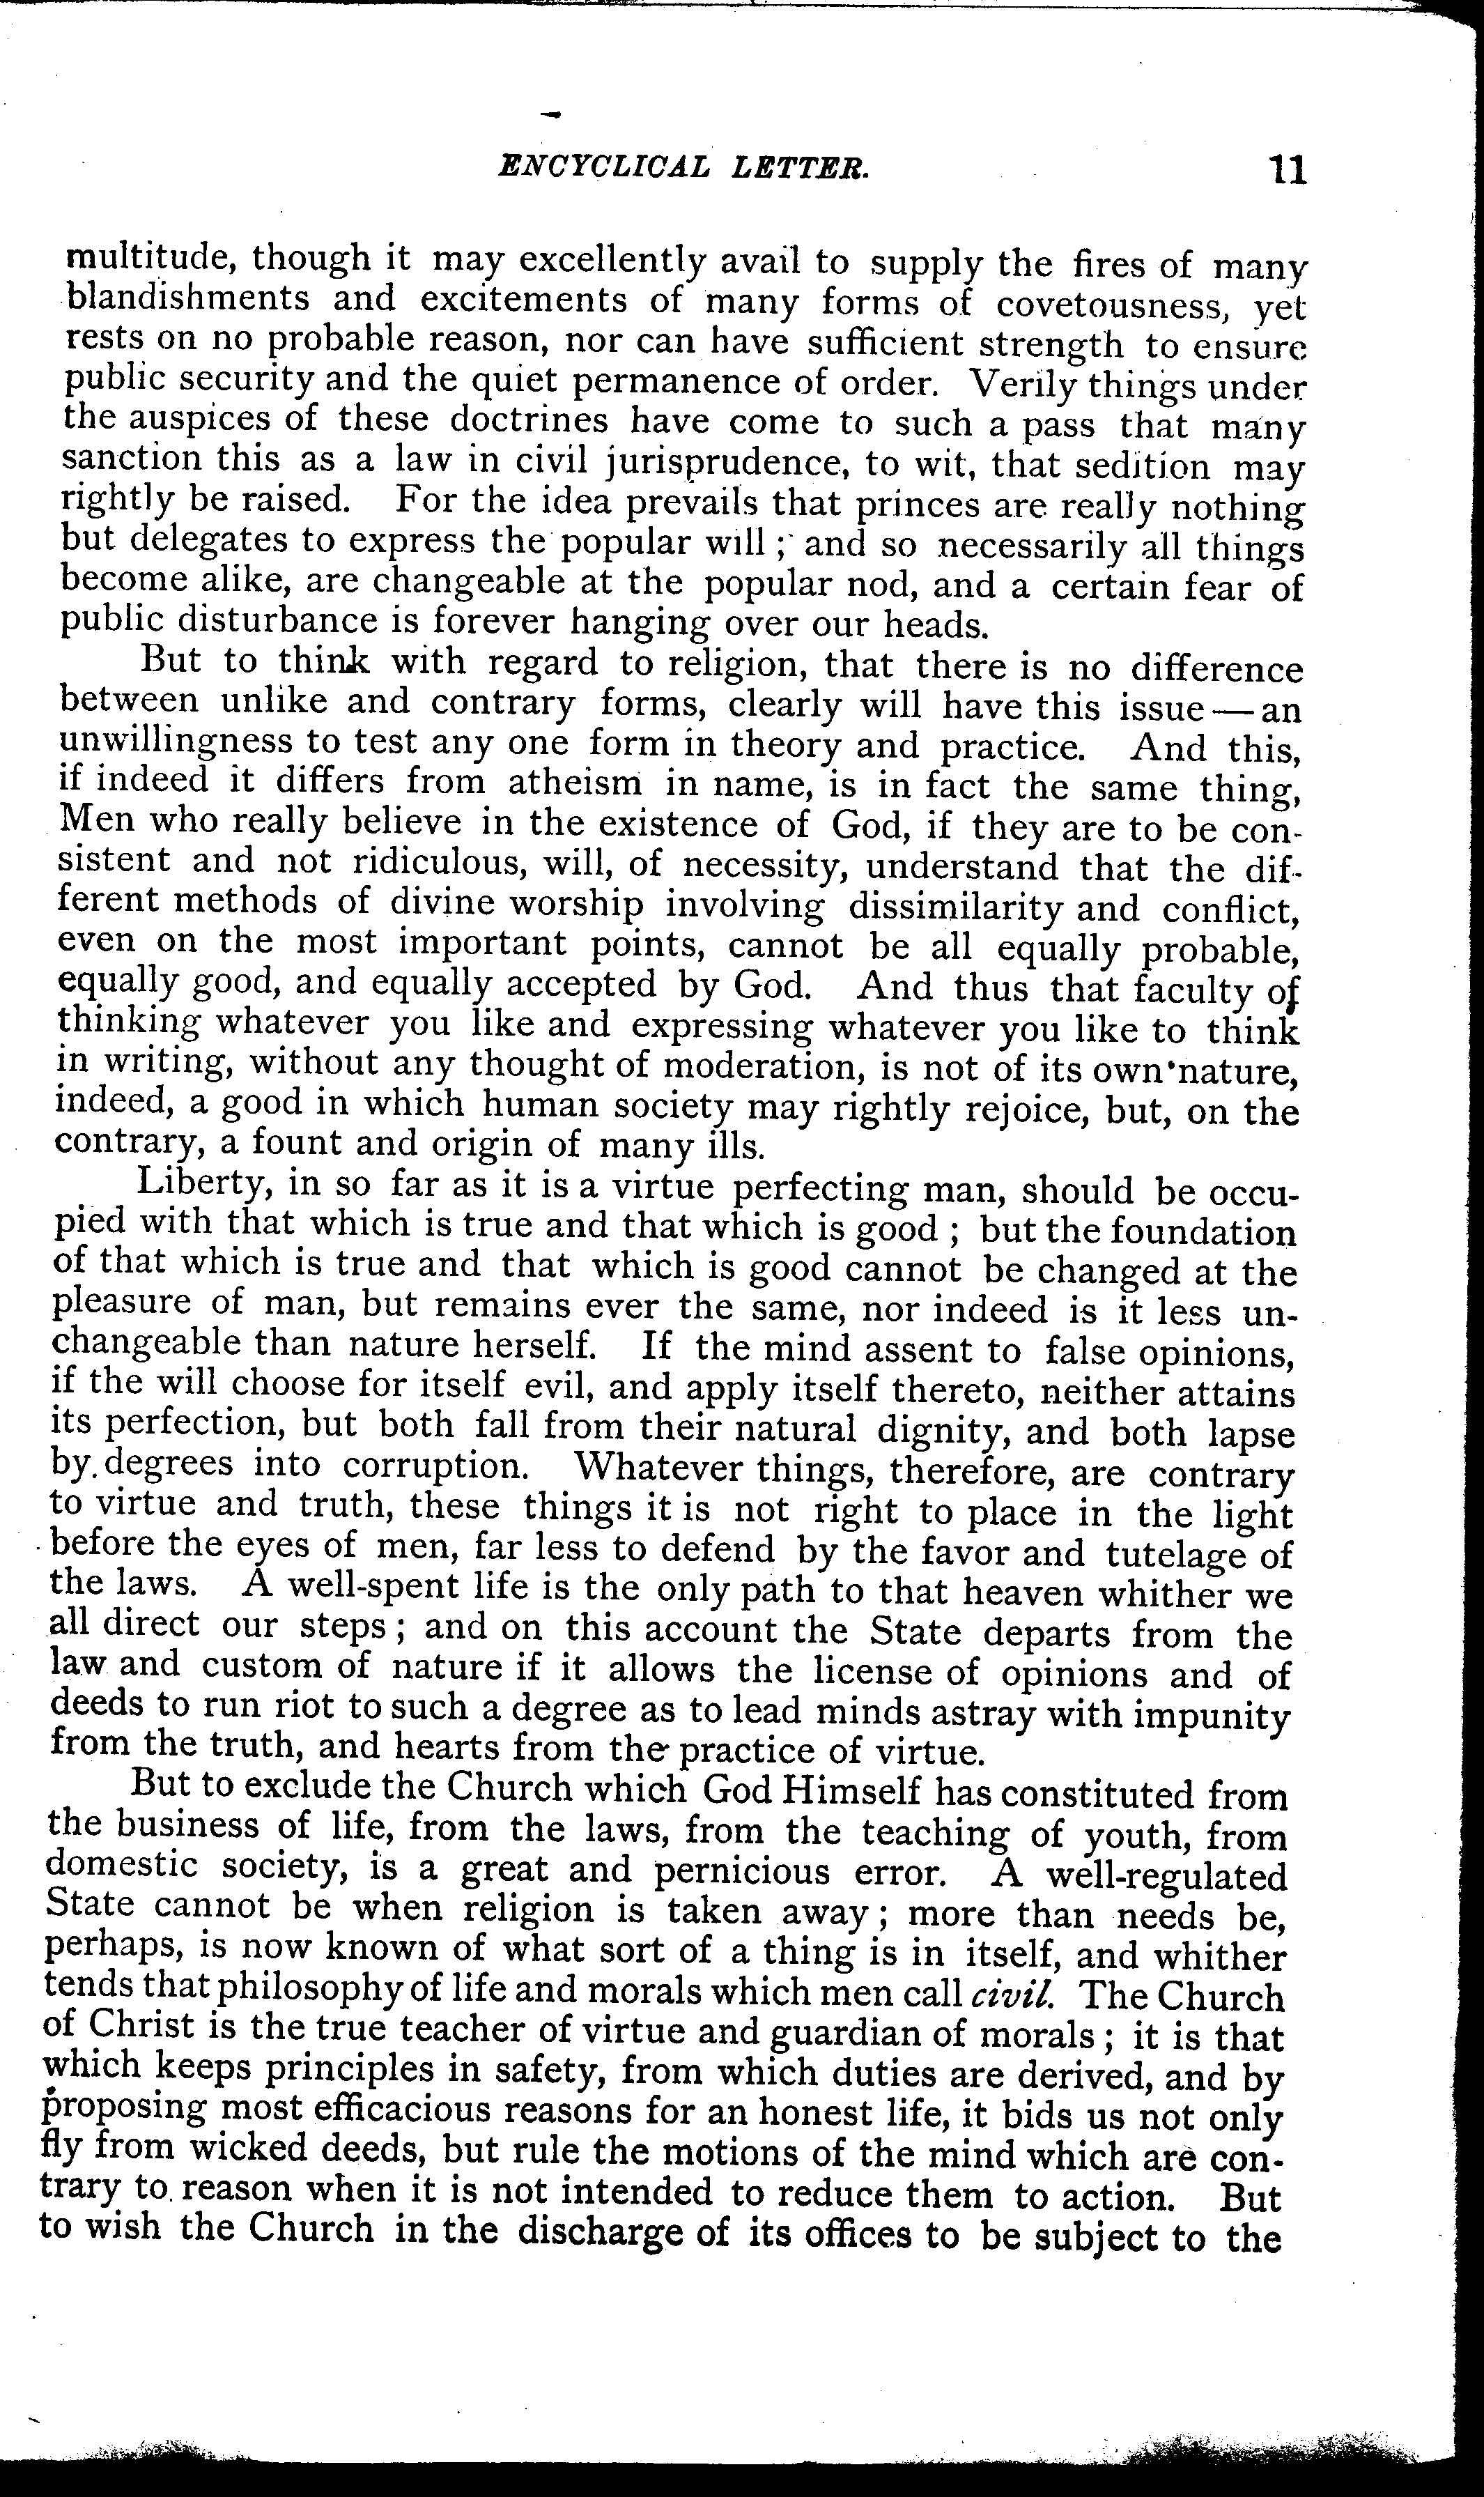 ENCYCLICAL LETTER. 11
multitude, though it may excellently avail to supply the fires of many
blandishments and excitements of many forms of covetousness, yet
rests on no probable reason, nor can have sufficient strength to ensure
public security and the quiet permanence of order. Verily things under
the auspices of these doctrines have come to such a pass that many
sanction this as a law in civil jurisprudence, to wit, that sedition may
rightly be raised. For the idea prevails that princes are really nothing
but delegates to express the popular will ; and so necessarily all things
become alike, are changeable at the popular nod, and a certain fear of
public disturbance is forever hanging over our heads.
But to think with regard to religion, that there is no difference
between unlike and contrary forms, clearly will have this issue — an
unwillingness to test any one form in theory and practice. And this,
if indeed it differs from atheism in name, is in fact the same thing,
Men who really believe in the existence of God, if they are to be con-
sistent and not ridiculous, will, of necessity, understand that the dif-
ferent methods of divine worship involving dissimilarity and conflict,
even on the most important points, cannot be all equally probable,
equally good, and equally accepted by God. And thus that faculty of
thinking whatever you like and expressing whatever you like to think
in writing, without any thought of moderation, is not of its own nature,
indeed, a good in which human society may rightly rejoice, but, on the
contrary, a fount and origin of many ills.
Liberty, in so far as it is a virtue perfecting man, should be occu-
pied with that which is true and that which is good ; but the foundation
of that which is true and that which is good cannot be changed at the
pleasure of man, but remains ever the same, nor indeed is it less un-
changeable than nature herself. If the mind assent to false opinions,
if the will choose for itself evil, and apply itself thereto, neither attains
its perfection, but both fall from their natural dignity, and both lapse
by degrees into corruption. Whatever things, therefore, are contrary
to virtue and truth, these things it is not right to place in the light
before the eyes of men, far less to defend by the favor and tutelage of
the laws. A well-spent life is the only path to that heaven whither we
all direct our steps ; and on this account the State departs from the
law and custom of nature if it allows the license of opinions and of
deeds to run riot to such a degree as to lead minds astray with impunity
from the truth, and hearts from the practice of virtue.
But to exclude the Church which God Himself has constituted from
the business of life, from the laws, from the teaching of youth, from
domestic society, is a great and pernicious error. A well-regulated
State cannot be when religion is taken away ; more than needs be,
perhaps, is now known of what sort of a thing is in itself, and whither
tends that philosophy of life and morals which men call civil. The Church
of Christ is the true teacher of virtue and guardian of morals ; it is that
which keeps principles in safety, from which duties are derived, and by
proposing most efficacious reasons for an honest life, it bids us not only
fly from wicked deeds, but rule the motions of the mind which are con-
trary to reason when it is not intended to reduce them to action. But
to wish the Church in the discharge of its offices to be subject to the